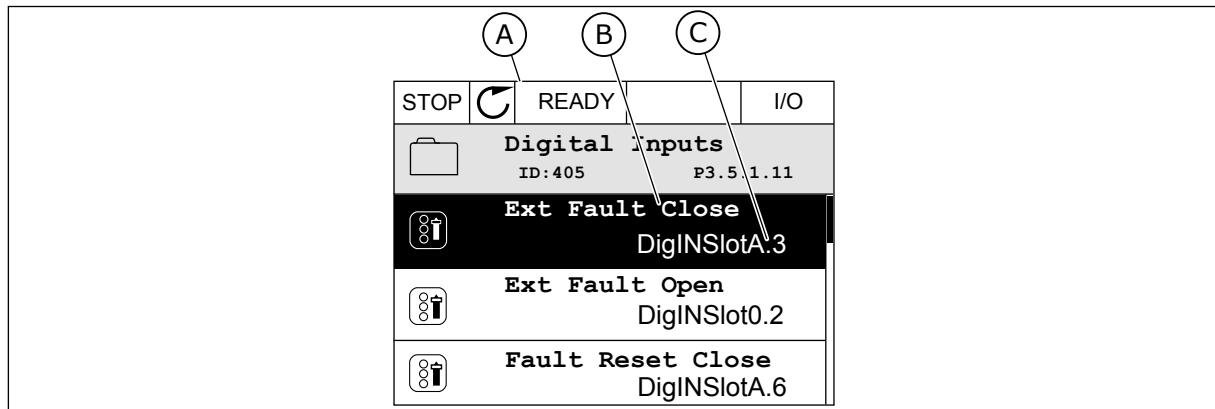 A B C
STOP READY I/O
Digital Inputs
ID:405 P3.5.1.11
Ext Fault Close
DigINSlotA.3
Ext Fault Open
DigINSlot0.2
Fault Reset Close
DigINSlotA.6